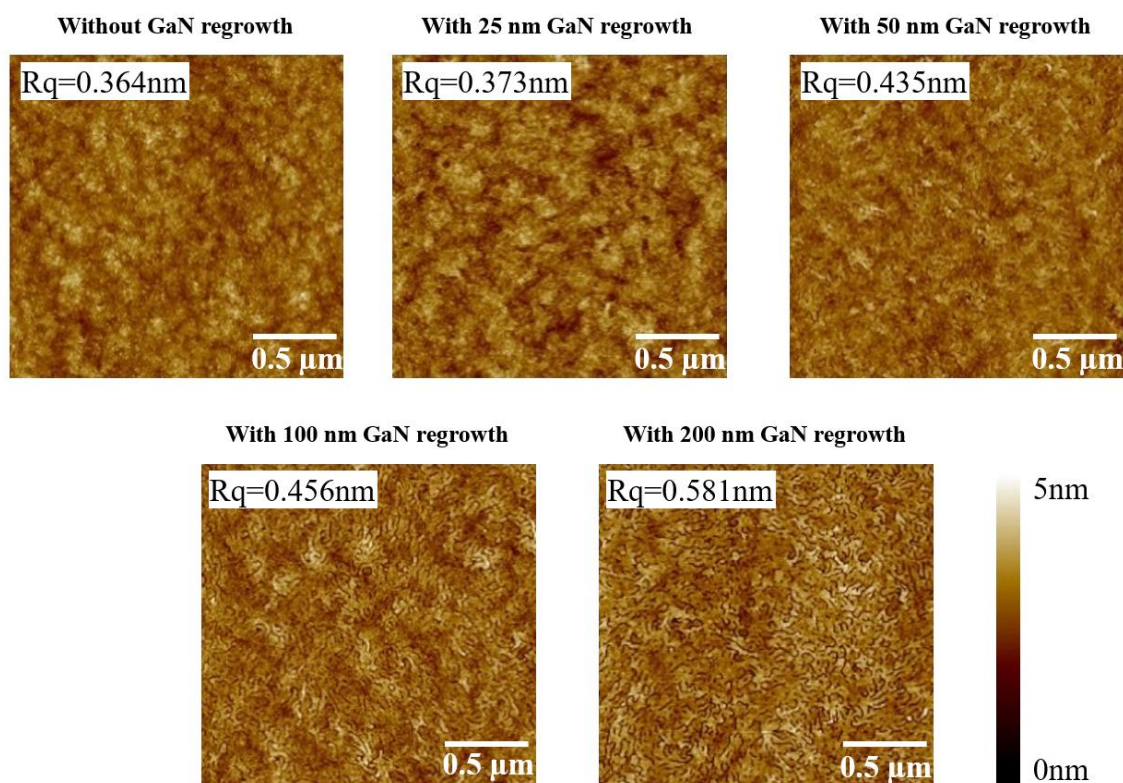 Without GaN regrowth
With 25 nm GaN regrowth
With 50 nm GaN regrowth
Rq=0.364nm
Rq=0.373nm
Rq=0.435nm
0.5 µm
0.5 µm
0.5 µm
With 100 nm GaN regrowth
With 200 nm GaN regrowth
Rq=0.456nm
Rq=0.581nm
5nm
0.5 µm
0.5 µm
0nm